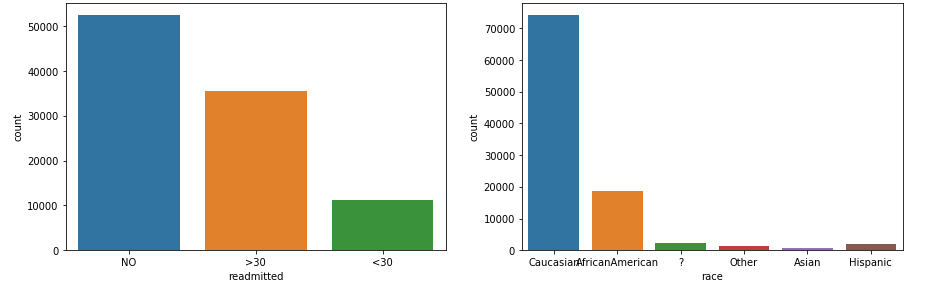 50000
40000
30000
20000
10000
0
count
NO >30 <30
readmitted
70000
60000
50000
40000
30000
20000
10000
0
count
Caucasian AfricanAmerican ? Other Asian Hispanic
race